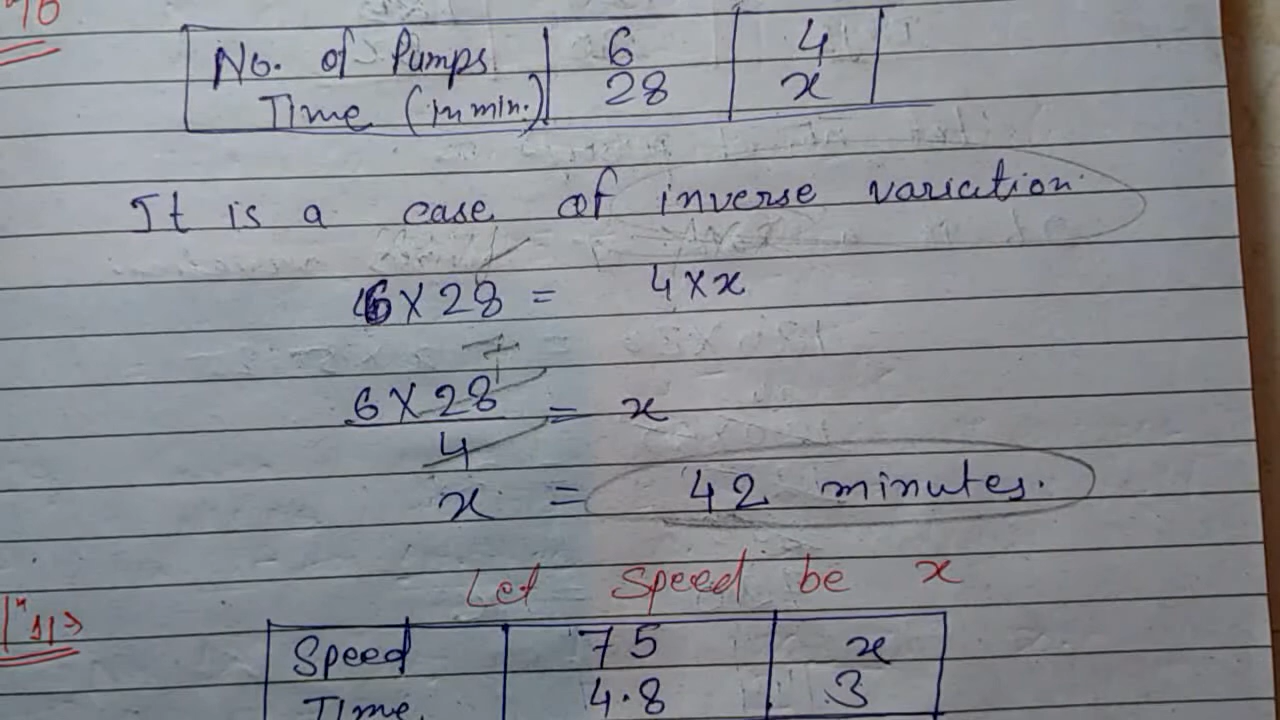 No. of Pumps 6 4
Time (in min.) 28 x
It is a case of inverse variation.
6 X 28 = 4 X x
7
6 X 28 = x
4
x = 42 minutes.
Let Speed be x
Speed 75 x
Time 4.8 3